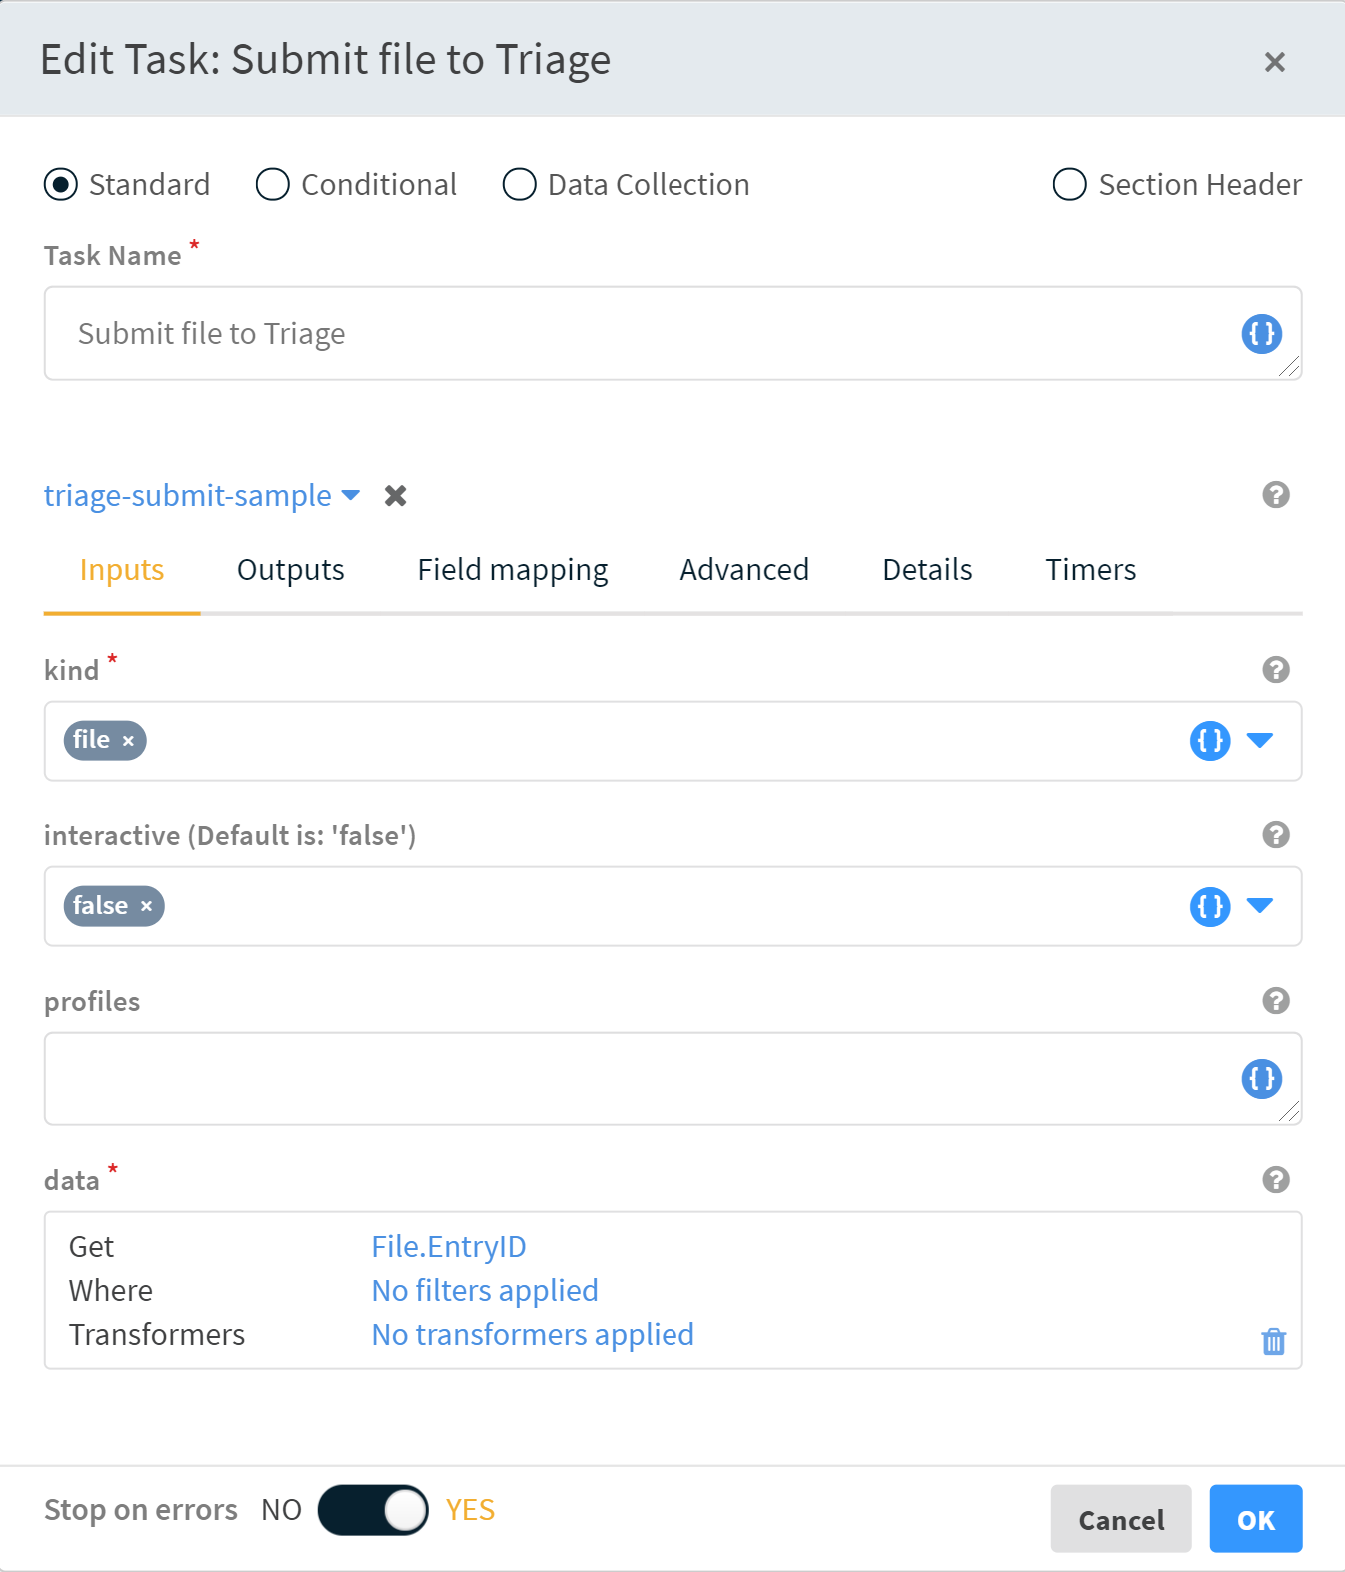 Edit Task: Submit file to Triage ×
Standard Conditional Data Collection Section Header
Task Name *
Submit file to Triage {}
triage-submit-sample ?
Inputs Outputs Field mapping Advanced Details Timers
kind * ?
file × {}
interactive (Default is: 'false') ?
false × {}
profiles ?
{}
data * ?
Get File.EntryID
Where No filters applied
Transformers No transformers applied
Stop on errors NO YES Cancel OK